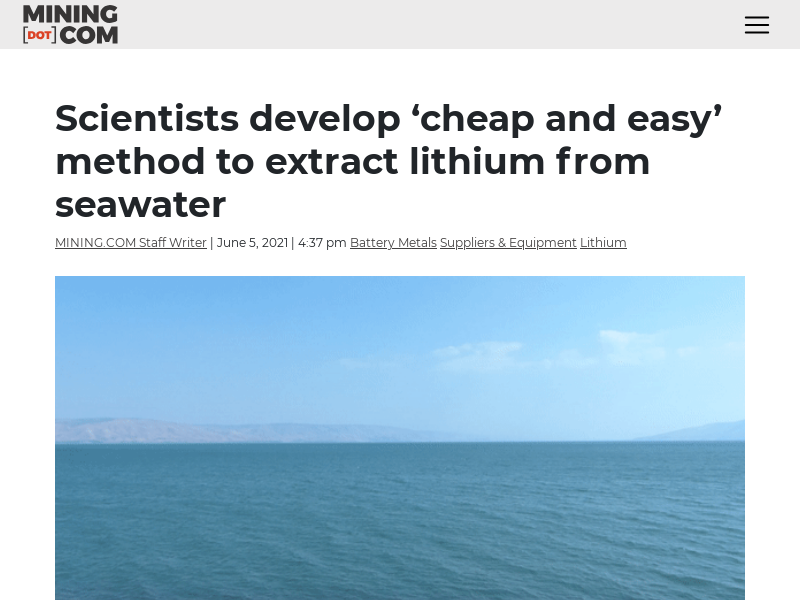 MINING
[DOT]COM
Scientists develop ‘cheap and easy’
method to extract lithium from
seawater
MINING.COM Staff Writer | June 5, 2021 | 4:37 pm Battery Metals Suppliers & Equipment Lithium